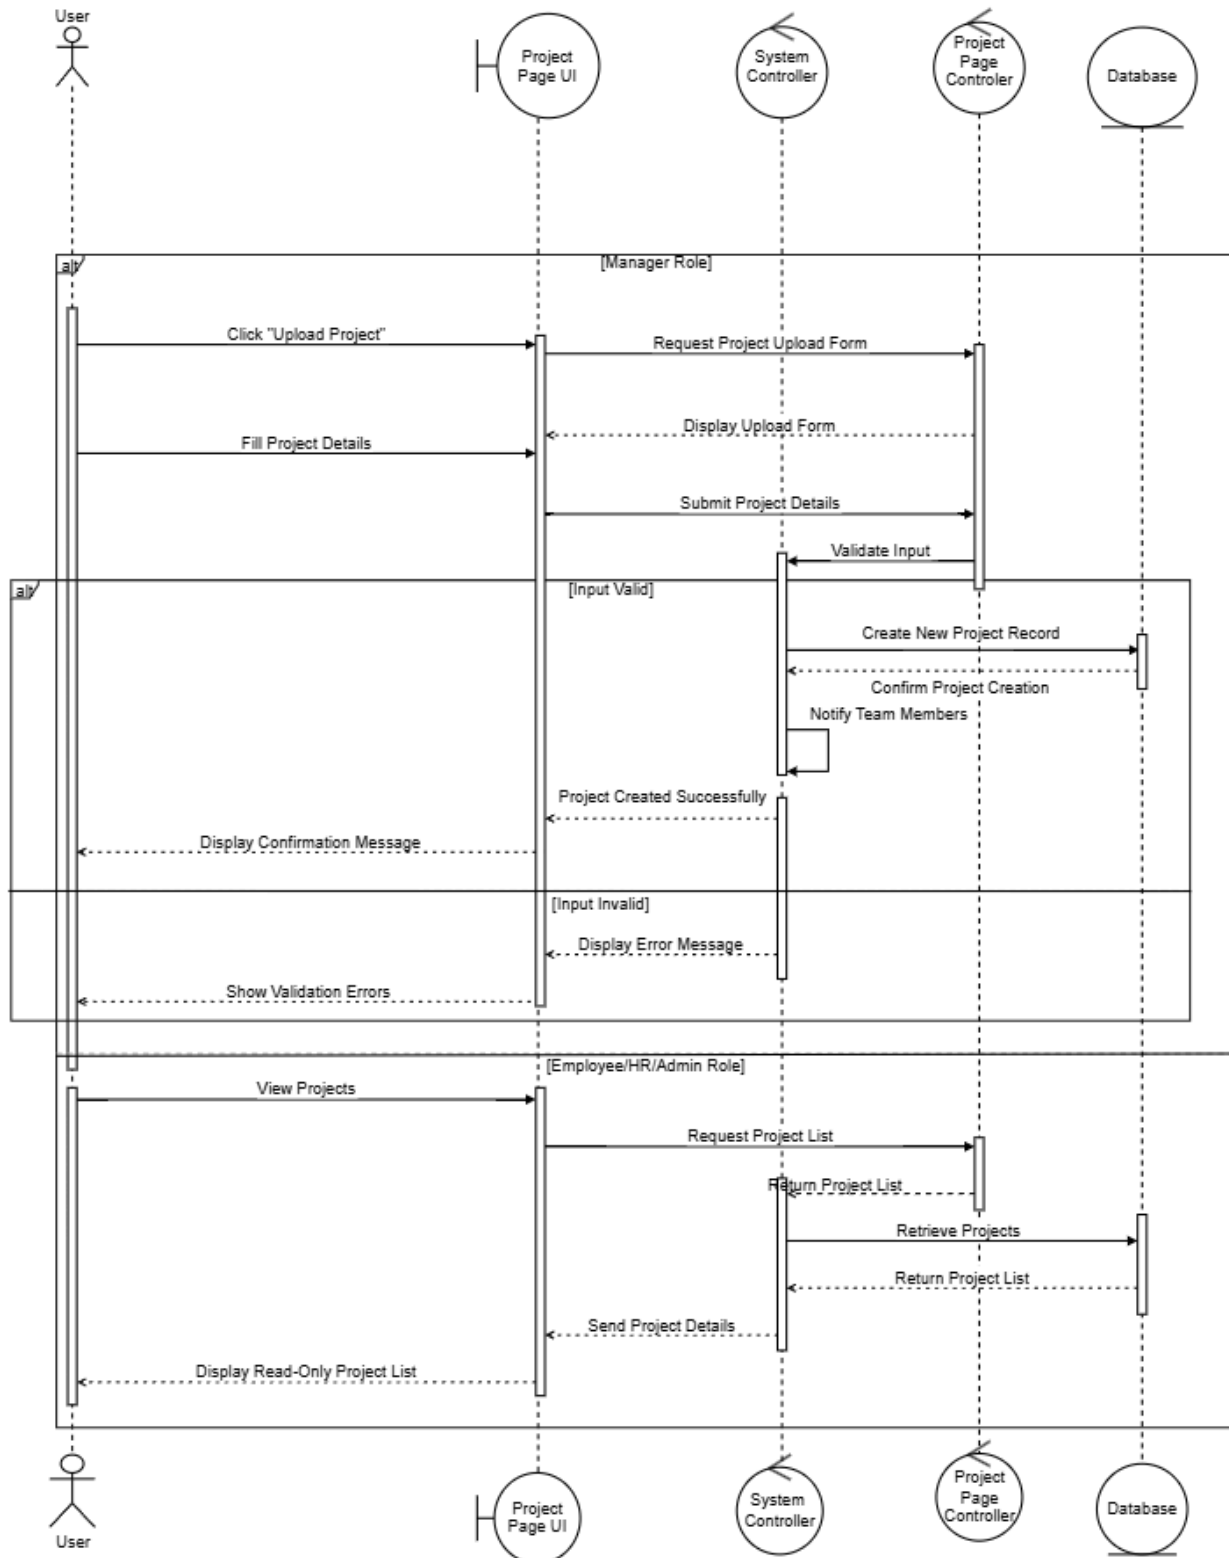 User
Project
Page UI
System
Controller
Project
Page
Controler
Database
alt
[Manager Role]
Click "Upload Project"
Request Project Upload Form
Display Upload Form
Fill Project Details
Submit Project Details
Validate Input
alt
[Input Valid]
Create New Project Record
Confirm Project Creation
Notify Team Members
Project Created Successfully
Display Confirmation Message
[Input Invalid]
Display Error Message
Show Validation Errors
[Employee/HR/Admin Role]
View Projects
Request Project List
Return Project List
Retrieve Projects
Return Project List
Send Project Details
Display Read-Only Project List
User
Project
Page UI
System
Controller
Project
Page
Controller
Database